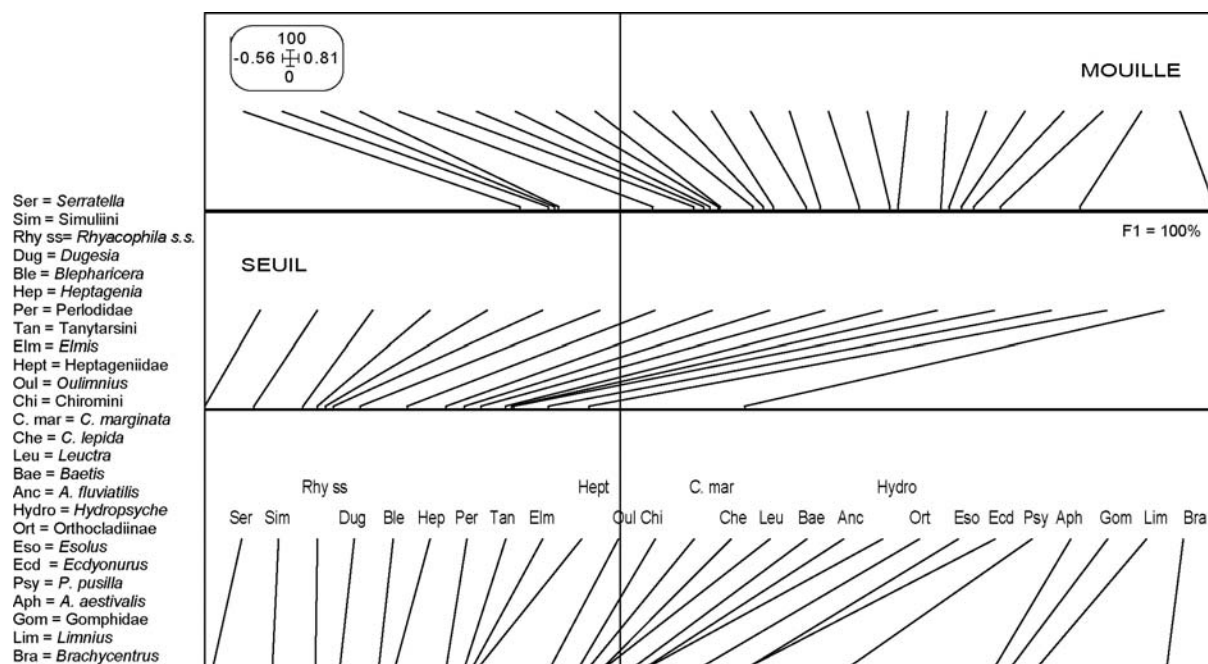 100
-0.56 0.81
0
MOUILLE
F1 = 100%
SEUIL
Rhy ss Hept C. mar Hydro
Ser Sim Dug Ble Hep Per Tan Elm Oul Chi Che Leu Bae Anc Ort Eso Ecd Psy Aph Gom Lim Bra
Ser = Serratella
Sim = Simuliini
Rhy ss= Rhyacophila s.s.
Dug = Dugesia
Ble = Blepharicera
Hep = Heptagenia
Per = Perlodidae
Tan = Tanytarsini
Elm = Elmis
Hept = Heptageniidae
Oul = Oulimnius
Chi = Chiromini
C. mar = C. marginata
Che = C. lepida
Leu = Leuctra
Bae = Baetis
Anc = A. fluviatilis
Hydro = Hydropsyche
Ort = Orthocladiinae
Eso = Esolus
Ecd = Ecdyonurus
Psy = P. pusilla
Aph = A. aestivalis
Gom = Gomphidae
Lim = Limnius
Bra = Brachycentrus